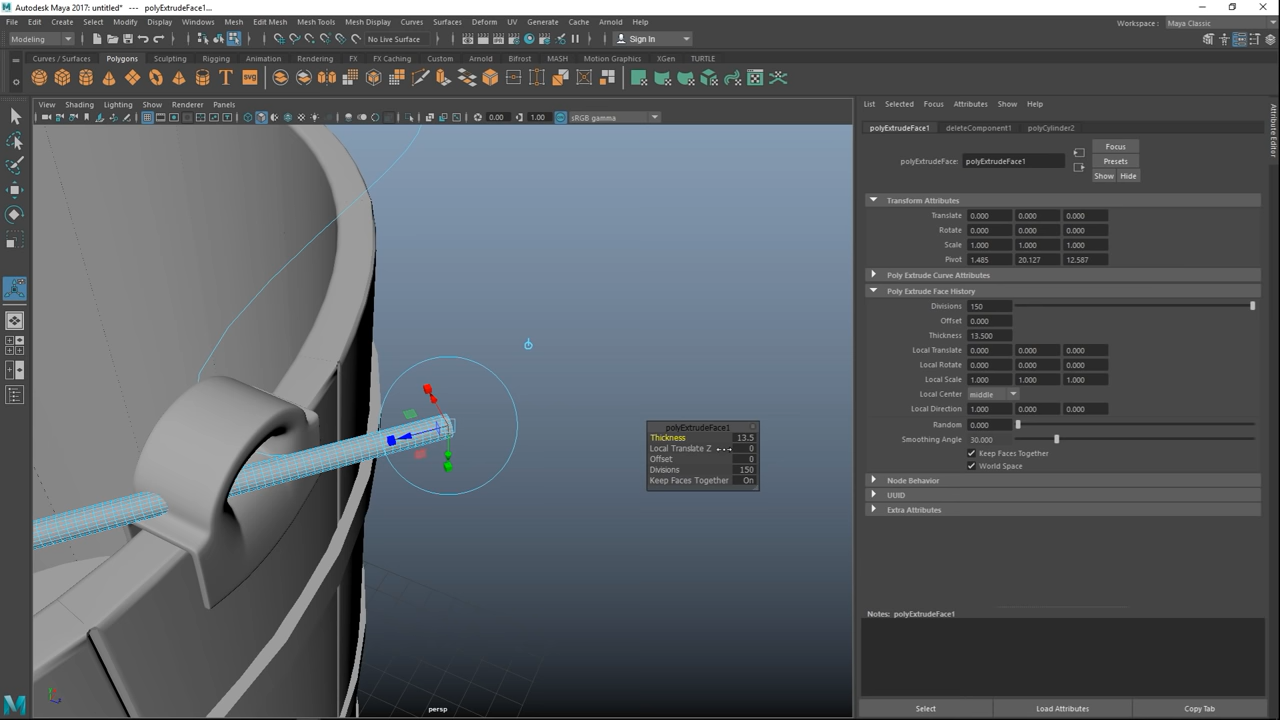 Autodesk Maya 2017: untitled* --- polyExtrudeFace1...
File Edit Create Select Modify Display Windows Mesh Edit Mesh Mesh Tools Mesh Display Curves Surfaces Deform UV Generate Cache Arnold Help
Workspace : Maya Classic
Modeling
No Live Surface
Sign In
Curves / Surfaces Polygons Sculpting Rigging Animation Rendering FX FX Caching Custom Arnold Bifrost MASH Motion Graphics XGen TURTLE
T SVG
View Shading Lighting Show Renderer Panels
0.00 1.00 sRGB gamma
List Selected Focus Attributes Show Help
polyExtrudeFace1 deleteComponent1 polyCylinder2
polyExtrudeFace: polyExtrudeFace1
Focus
Presets
Show Hide
Transform Attributes
Translate 0.000 0.000 0.000
Rotate 0.000 0.000 0.000
Scale 1.000 1.000 1.000
Pivot 1.485 20.127 12.587
Poly Extrude Curve Attributes
Poly Extrude Face History
Divisions 150
Offset 0.000
Thickness 13.500
Local Translate 0.000 0.000 0.000
Local Rotate 0.000 0.000 0.000
Local Scale 1.000 1.000 1.000
Local Center middle
Local Direction 1.000 0.000 0.000
Random 0.000
Smoothing Angle 30.000
Keep Faces Together
World Space
Node Behavior
UUID
Extra Attributes
Attribute Editor
polyExtrudeFace1
Thickness 13.5
Local Translate Z 0
Offset 0
Divisions 150
Keep Faces Together On
Notes: polyExtrudeFace1
persp
Select Load Attributes Copy Tab